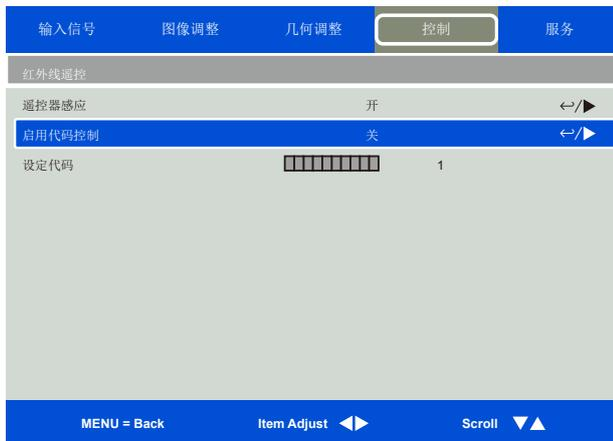 输入信号 图像调整 几何调整 控制 服务
红外线遥控
遥控器感应 开 ↩/▶
启用代码控制 关 ↩/▶
设定代码 1
MENU = Back Item Adjust ◀▶ Scroll ▼▲